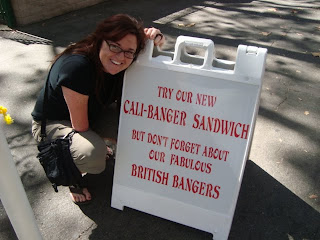 TRY OUR NEW
CALI-BANGER SANDWICH
BUT DON'T FORGET ABOUT
OUR FABULOUS
BRITISH BANGERS